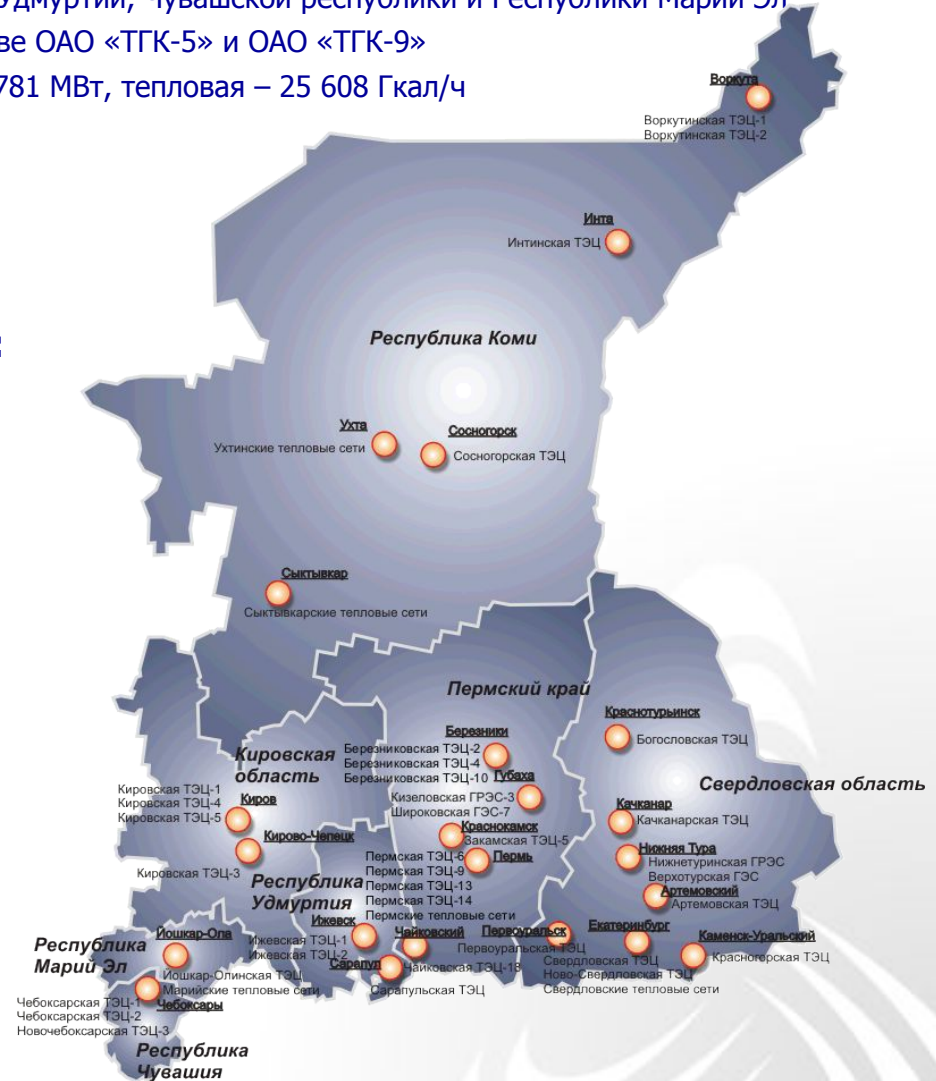 Удмуртии, Чувашской республики и Республики Марий Эл
ве ОАО «ТГК-5» и ОАО «ТГК-9»
781 МВт, тепловая – 25 608 Гкал/ч
Воркута
Воркутинская ТЭЦ-1
Воркутинская ТЭЦ-2
Инта
Интинская ТЭЦ
Республика Коми
Ухта
Ухтинские тепловые сети
Сосногорск
Сосногорская ТЭЦ
Сыктывкар
Сыктывкарские тепловые сети
Пермский край
Березники
Березниковская ТЭЦ-2
Березниковская ТЭЦ-4
Березниковская ТЭЦ-10
Губаха
Кизеловская ГРЭС-3
Широковская ГЭС-7
Краснокамск
Закамская ТЭЦ-5
Пермь
Пермская ТЭЦ-6
Пермская ТЭЦ-9
Пермская ТЭЦ-13
Пермская ТЭЦ-14
Пермские тепловые сети
Чайковский
Чайковская ТЭЦ-18
Краснотурьинск
Богословская ТЭЦ
Свердловская область
Качканар
Качканарская ТЭЦ
Нижняя Тура
Нижнетуринская ГРЭС
Верхотурская ГЭС
Артемовский
Артемовская ТЭЦ
Первоуральск
Первоуральская ТЭЦ
Екатеринбург
Свердловская ТЭЦ
Ново-Свердловская ТЭЦ
Свердловские тепловые сети
Каменск-Уральский
Красногорская ТЭЦ
Кировская
область
Кировская ТЭЦ-1
Кировская ТЭЦ-4
Кировская ТЭЦ-5
Киров
Кирово-Чепецк
Кировская ТЭЦ-3
Республика
Удмуртия
Ижевск
Ижевская ТЭЦ-1
Ижевская ТЭЦ-2
Сарапул
Сарапульская ТЭЦ
Республика
Марий Эл
Йошкар-Ола
Йошкар-Олинская ТЭЦ
Марийские тепловые сети
Чебоксарская ТЭЦ-1
Чебоксарская ТЭЦ-2
Новочебоксарская ТЭЦ-3
Чебоксары
Республика
Чувашия